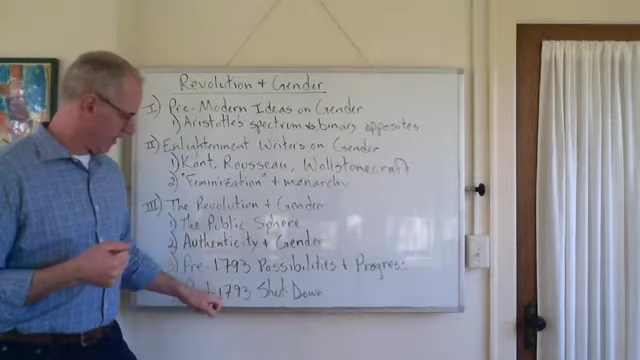 Revolution + Gender
I) Pre-Modern Ideas on Gender
1) Aristotle's spectrum vs binary opposites
II) Enlightenment Writers on Gender
1) Kant, Rousseau, Wollstonecraft
2) "Feminization" + monarchy
III) The Revolution + Gender
1) The Public Sphere
2) Authenticity + Gender
3) Pre-1793 Possibilities + Progress
1793 Shut-Down